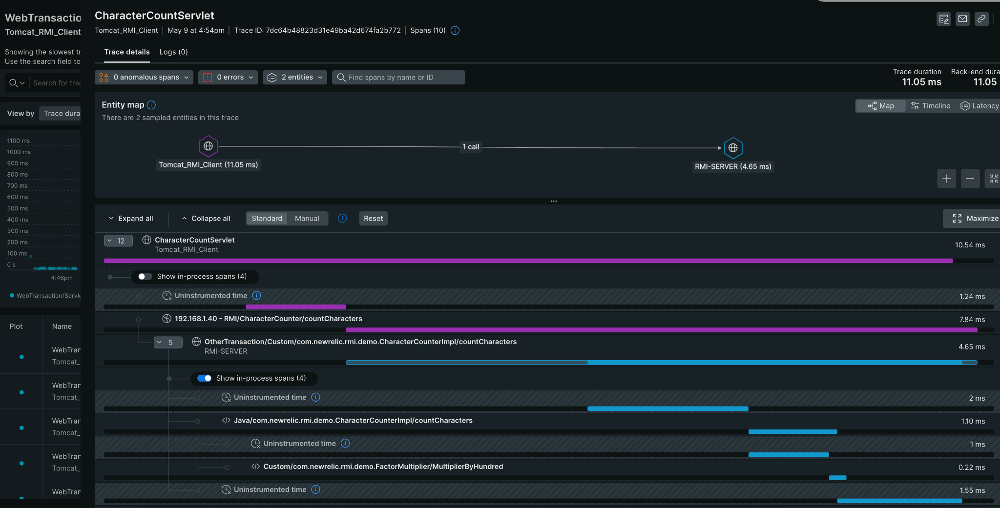 WebTransactio
Tomcat_RMI_Client
Showing the slowest tr
Use the search field to
Search for trac
View by Trace dura
1100 ms
1000 ms
900 ms
800 ms
700 ms
600 ms
500 ms
400 ms
300 ms
200 ms
100 ms
0 s
4:46pm
WebTransaction/Servle
Plot Name
WebTran
Tomcat_
WebTran
Tomcat_
WebTran
Tomcat_
WebTran
Tomcat_
WebTran
CharacterCountServlet
Tomcat_RMI_Client May 9 at 4:54pm Trace ID: 7dc64b48823d31e49ba42d674fa2b772 Spans (10)
Trace details Logs (0)
0 anomalous spans 0 errors 2 entities Find spans by name or ID
Trace duration Back-end dura
11.05 ms 11.05
Entity map
There are 2 sampled entities in this trace
Map Timeline Latency
1 call
Tomcat_RMI_Client (11.05 ms)
RMI-SERVER (4.65 ms)
...
Expand all Collapse all Standard Manual Reset Maximize
12 CharacterCountServlet
Tomcat_RMI_Client
10.54 ms
Show in-process spans (4)
Uninstrumented time 1.24 ms
192.168.1.40 - RMI/CharacterCounter/countCharacters 7.84 ms
5 OtherTransaction/Custom/com.newrelic.rmi.demo.CharacterCounterImpl/countCharacters
RMI-SERVER
4.65 ms
Show in-process spans (4)
Uninstrumented time 2 ms
Java/com.newrelic.rmi.demo.CharacterCounterImpl/countCharacters 1.10 ms
Uninstrumented time 1 ms
Custom/com.newrelic.rmi.demo.FactorMultiplier/MultiplierByHundred 0.22 ms
Uninstrumented time 1.55 ms